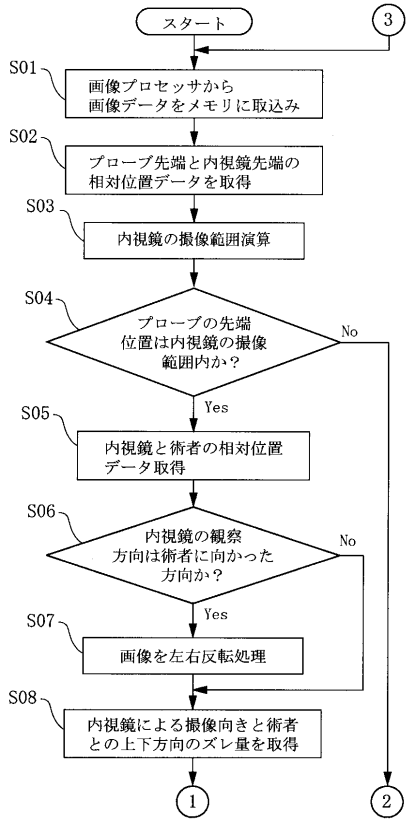 スタート
3
S01
画像プロセッサから
画像データをメモリに取込み
S02
プローブ先端と内視鏡先端の
相対位置データを取得
S03
内視鏡の撮像範囲演算
S04
プローブの先端
位置は内視鏡の撮像
範囲内か?
No
Yes
S05
内視鏡と術者の相対位置
データ取得
S06
内視鏡の観察
方向は術者に向かった
方向か?
No
Yes
S07
画像を左右反転処理
S08
内視鏡による撮像向きと術者
との上下方向のズレ量を取得
1
2